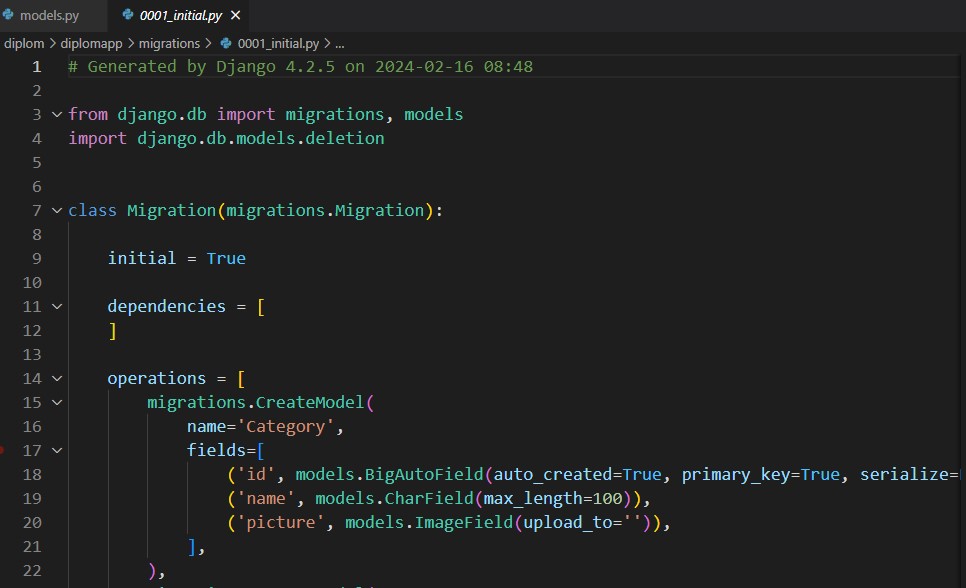 models.py 0001_initial.py ×
diplom > diplomapp > migrations > 0001_initial.py > ...
1 # Generated by Django 4.2.5 on 2024-02-16 08:48
2
3 from django.db import migrations, models
4 import django.db.models.deletion
5
6
7 class Migration(migrations.Migration):
8
9     initial = True
10
11     dependencies = [
12     ]
13
14     operations = [
15         migrations.CreateModel(
16             name='Category',
17             fields=[
18                 ('id', models.BigAutoField(auto_created=True, primary_key=True, serialize=
19                 ('name', models.CharField(max_length=100)),
20                 ('picture', models.ImageField(upload_to='')),
21             ],
22         ),